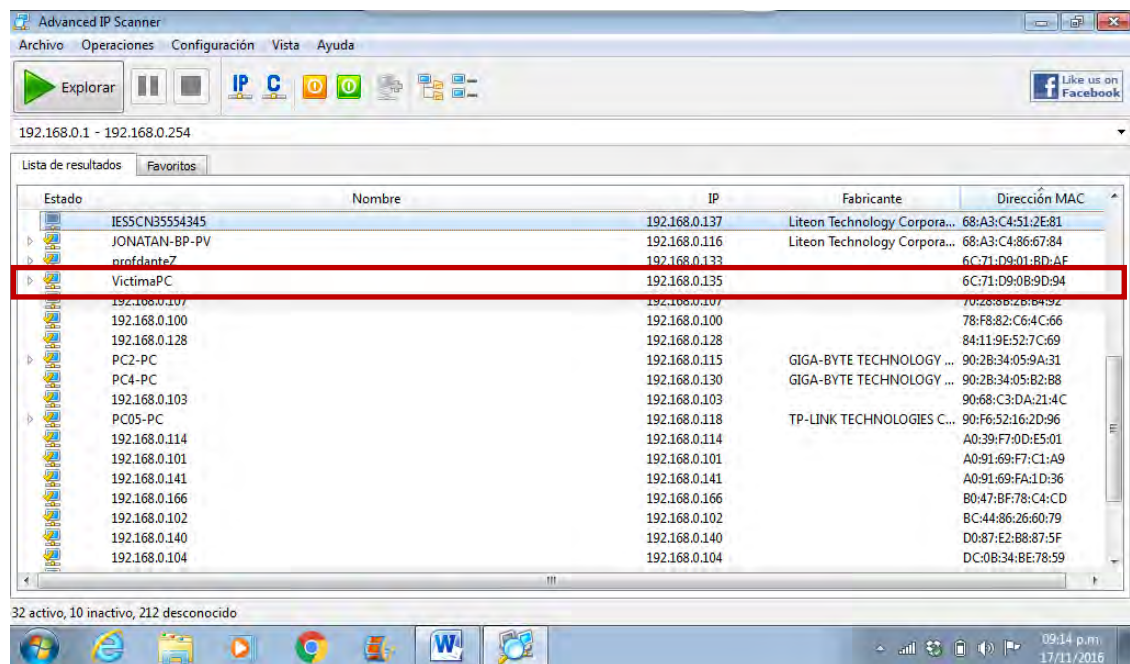 Advanced IP Scanner
Archivo Operaciones Configuración Vista Ayuda
Explorar IP C Like us on
Facebook
192.168.0.1 - 192.168.0.254
Lista de resultados Favoritos
Estado Nombre IP Fabricante Dirección MAC
IES5CN35554345 192.168.0.137 Liteon Technology Corpora... 68:A3:C4:51:2E:81
JONATAN-BP-PV 192.168.0.116 Liteon Technology Corpora... 68:A3:C4:86:67:84
profdanteZ 192.168.0.133 6C:71:D9:01:BD:AF
VictimaPC 192.168.0.135 6C:71:D9:0B:9D:94
192.168.0.107 192.168.0.107 70:28:8B:2B:B4:92
192.168.0.100 192.168.0.100 78:F8:82:C6:4C:66
192.168.0.128 192.168.0.128 84:11:9E:52:7C:69
PC2-PC 192.168.0.115 GIGA-BYTE TECHNOLOGY ... 90:2B:34:05:9A:31
PC4-PC 192.168.0.130 GIGA-BYTE TECHNOLOGY ... 90:2B:34:05:B2:B8
192.168.0.103 192.168.0.103 90:68:C3:DA:21:4C
PC05-PC 192.168.0.118 TP-LINK TECHNOLOGIES C... 90:F6:52:16:2D:96
192.168.0.114 192.168.0.114 A0:39:F7:0D:E5:01
192.168.0.101 192.168.0.101 A0:91:69:F7:C1:A9
192.168.0.141 192.168.0.141 A0:91:69:FA:1D:36
192.168.0.166 192.168.0.166 B0:47:BF:78:C4:CD
192.168.0.102 192.168.0.102 BC:44:86:26:60:79
192.168.0.140 192.168.0.140 D0:87:E2:B8:87:5F
192.168.0.104 192.168.0.104 DC:0B:34:BE:78:59
32 activo, 10 inactivo, 212 desconocido
09:14 p.m.
17/11/2016